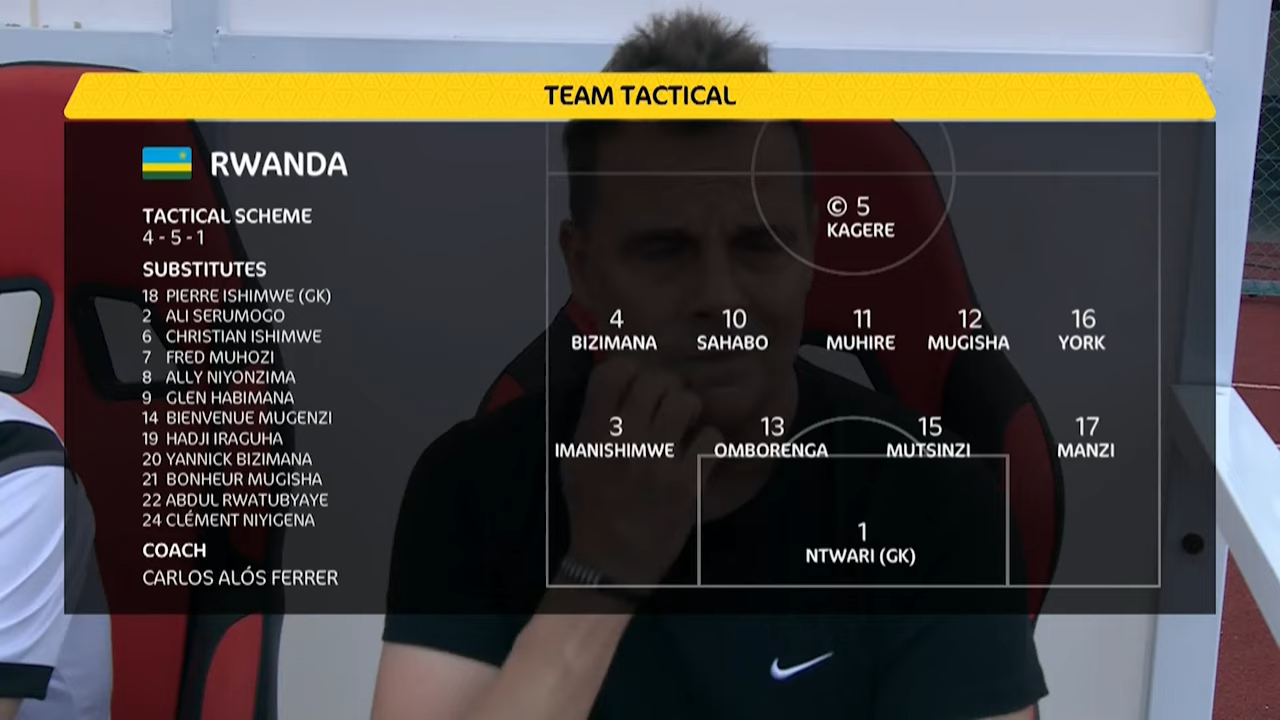 TEAM TACTICAL
RWANDA
TACTICAL SCHEME
4 - 5 - 1
SUBSTITUTES
18 PIERRE ISHIMWE (GK)
2 ALI SERUMOGO
6 CHRISTIAN ISHIMWE
7 FRED MUHOZI
8 ALLY NIYONZIMA
9 GLEN HABIMANA
14 BIENVENUE MUGENZI
19 HADJI IRAGUHA
20 YANNICK BIZIMANA
21 BONHEUR MUGISHA
22 ABDUL RWATUBYAYE
24 CLÉMENT NIYIGENA
COACH
CARLOS ALÓS FERRER
© 5
KAGERE
4 10 11 12 16
BIZIMANA SAHABO MUHIRE MUGISHA YORK
3 13 15 17
IMANISHIMWE OMBORENGA MUTSINZI MANZI
1
NTWARI (GK)